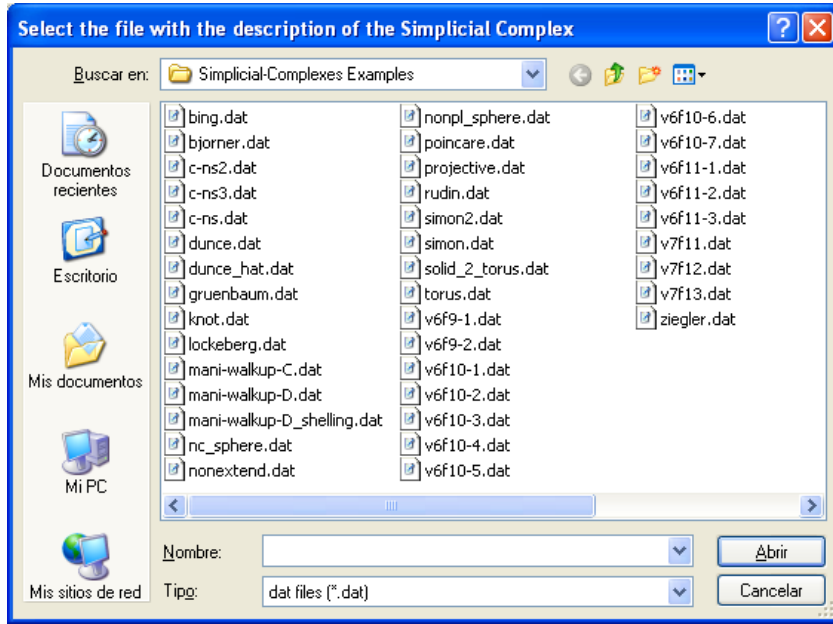 Select the file with the description of the Simplicial Complex
Buscar en: Simplicial-Complexes Examples
Documentos
recientes
Escritorio
Mis documentos
Mi PC
Mis sitios de red
bing.dat
bjorner.dat
c-ns2.dat
c-ns3.dat
c-ns.dat
dunce.dat
dunce_hat.dat
gruenbaum.dat
knot.dat
lockeberg.dat
mani-walkup-C.dat
mani-walkup-D.dat
mani-walkup-D_shelling.dat
nc_sphere.dat
nonextend.dat
nonpl_sphere.dat
poincare.dat
projective.dat
rudin.dat
simon2.dat
simon.dat
solid_2_torus.dat
torus.dat
v6f9-1.dat
v6f9-2.dat
v6f10-1.dat
v6f10-2.dat
v6f10-3.dat
v6f10-4.dat
v6f10-5.dat
v6f10-6.dat
v6f10-7.dat
v6f11-1.dat
v6f11-2.dat
v6f11-3.dat
v7f11.dat
v7f12.dat
v7f13.dat
ziegler.dat
Nombre:
Abrir
Tipo: dat files (*.dat)
Cancelar